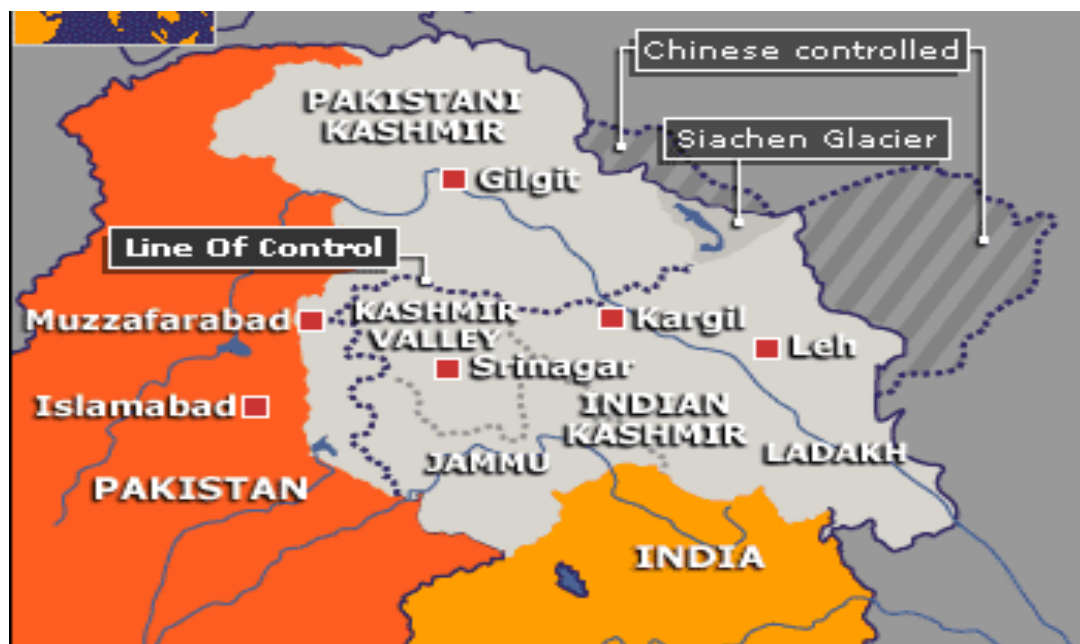 Chinese controlled
PAKISTANI
KASHMIR
Siachen Glacier
Gilgit
Line Of Control
Muzzafarabad
KASHMIR
VALLEY
Kargil
Leh
Srinagar
Islamabad
INDIAN
KASHMIR
JAMMU
LADAKH
PAKISTAN
INDIA